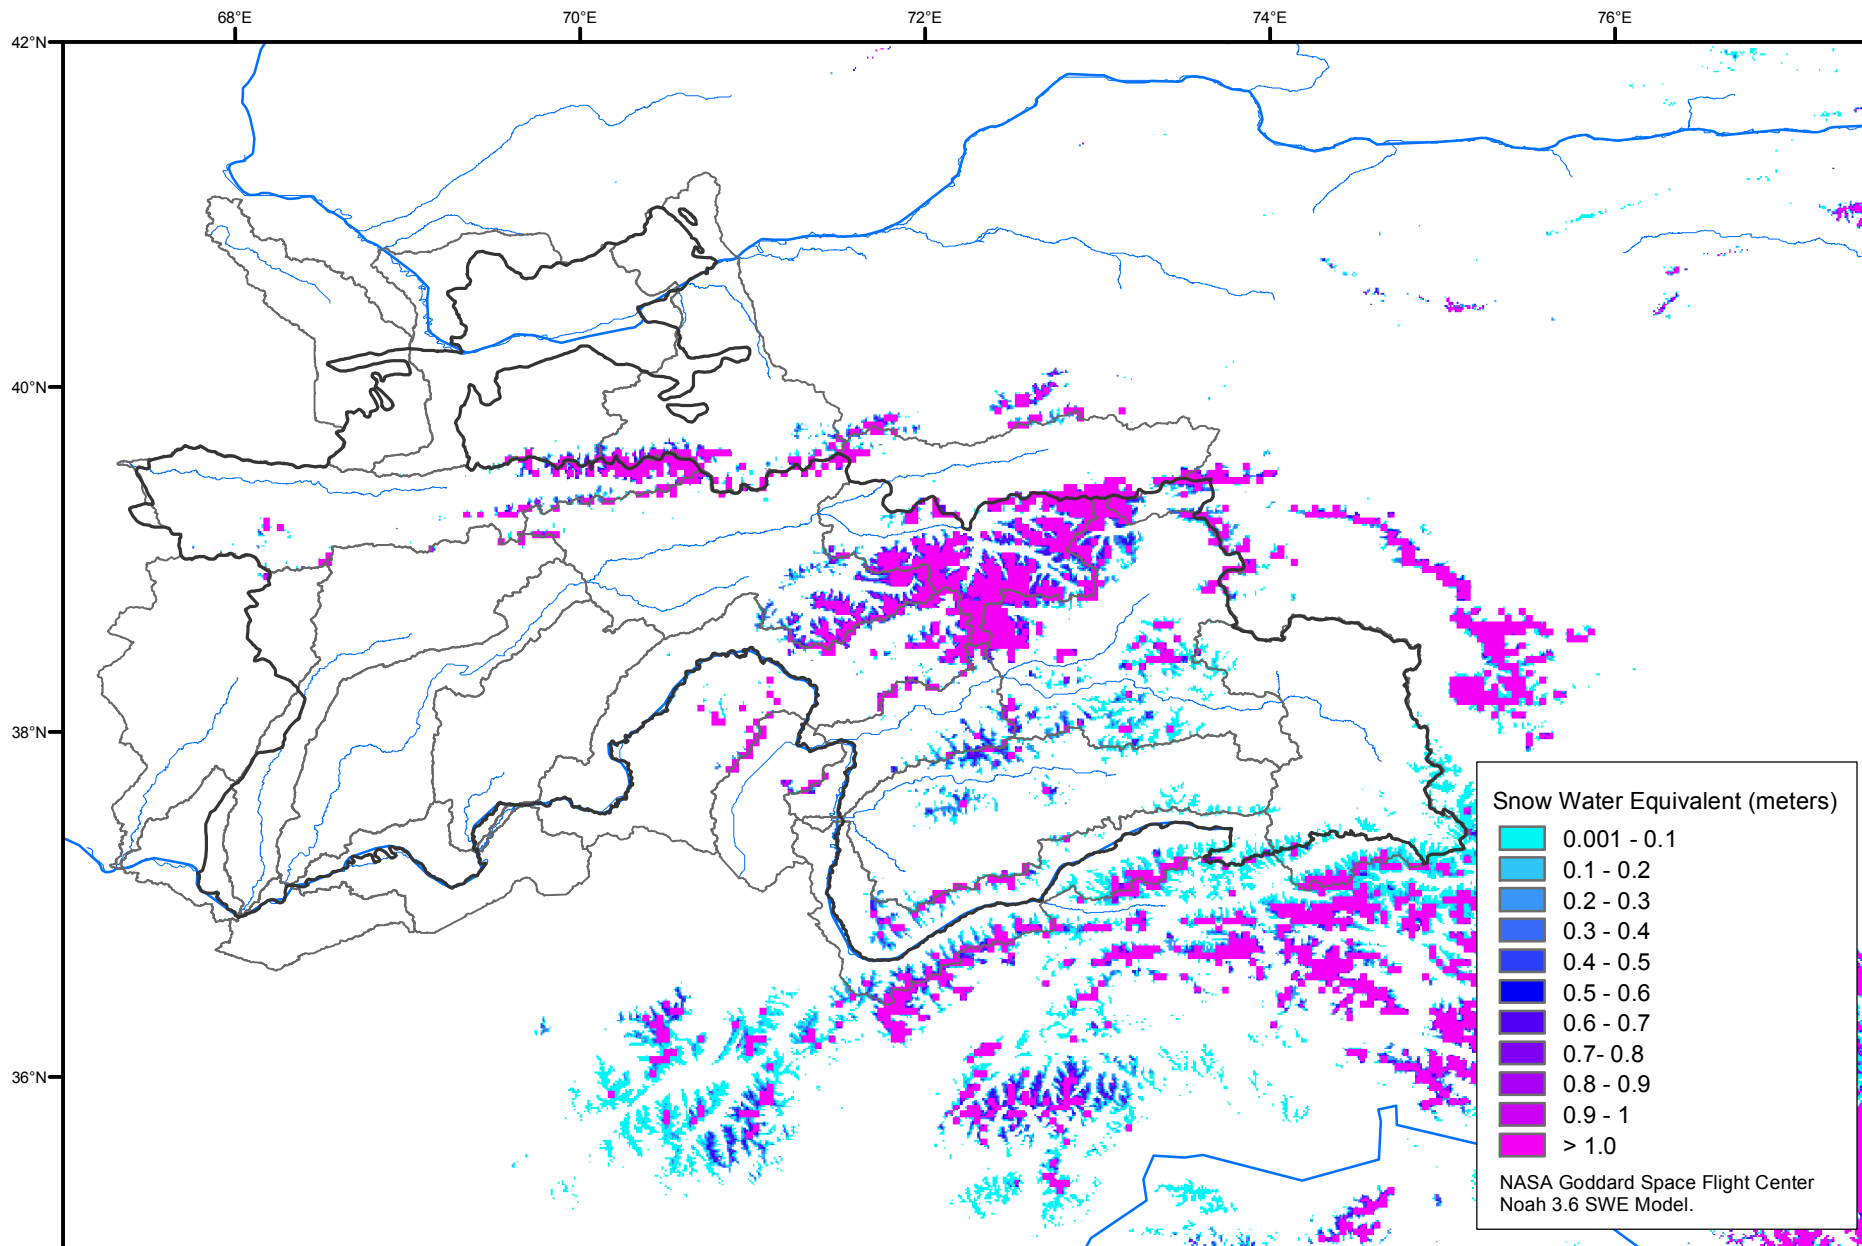 68°E
70°E
72°E
74°E
76°E
42°N
40°N
38°N
36°N
Snow Water Equivalent (meters)
0.001 - 0.1
0.1 - 0.2
0.2 - 0.3
0.3 - 0.4
0.4 - 0.5
0.5 - 0.6
0.6 - 0.7
0.7- 0.8
0.8 - 0.9
0.9 - 1
> 1.0
NASA Goddard Space Flight Center
Noah 3.6 SWE Model.